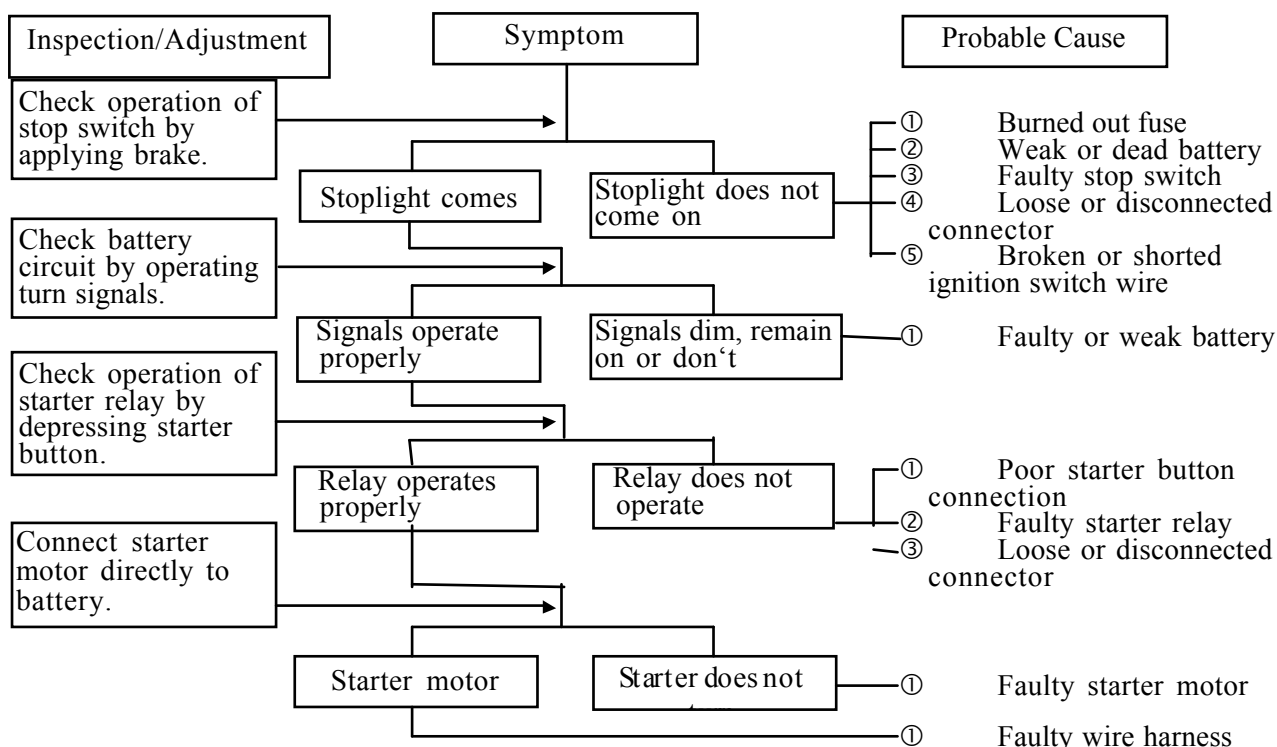 Inspection/Adjustment
Symptom
Probable Cause
Check operation of
stop switch by
applying brake.
Stoplight comes
Stoplight does not
come on
① Burned out fuse
② Weak or dead battery
③ Faulty stop switch
④ Loose or disconnected
connector
⑤ Broken or shorted
ignition switch wire
Check battery
circuit by operating
turn signals.
Signals operate
properly
Signals dim, remain
on or don‘t
① Faulty or weak battery
Check operation of
starter relay by
depressing starter
button.
Relay operates
properly
Relay does not
operate
① Poor starter button
connection
② Faulty starter relay
③ Loose or disconnected
connector
Connect starter
motor directly to
battery.
Starter motor
Starter does not
① Faulty starter motor
① Faulty wire harness